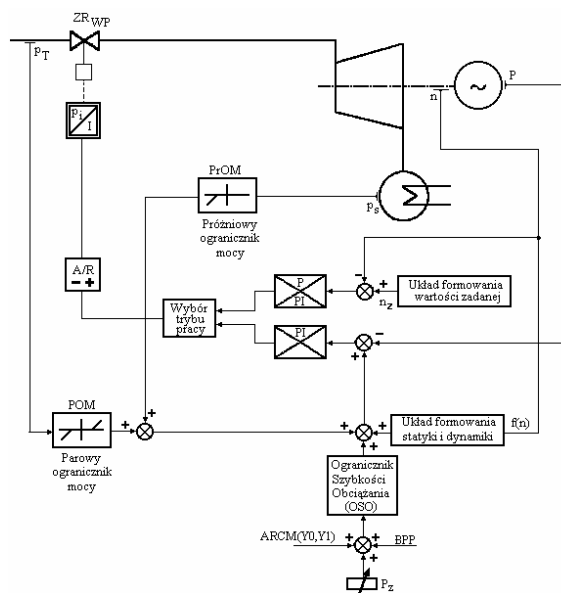 ZR WP
p T
P
n
p i
I
PrOM
p s
Próżniowy
ogranicznik
mocy
A/R
- +
Wybór
trybu
pracy
P
PI
-
+
n z
Układ formowania
wartości zadanej
PI
-
+
POM
+
+
+
+
+
Układ formowania
statyki i dynamiki
f(n)
Parowy
ogranicznik
mocy
Ogranicznik
Szybkości
Obciążania
(OSO)
ARCM(Y0,Y1)
+
+
BPP
+
P z